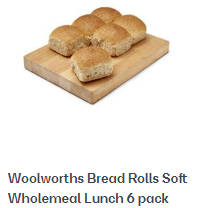 Woolworths Bread Rolls Soft
Wholemeal Lunch 6 pack